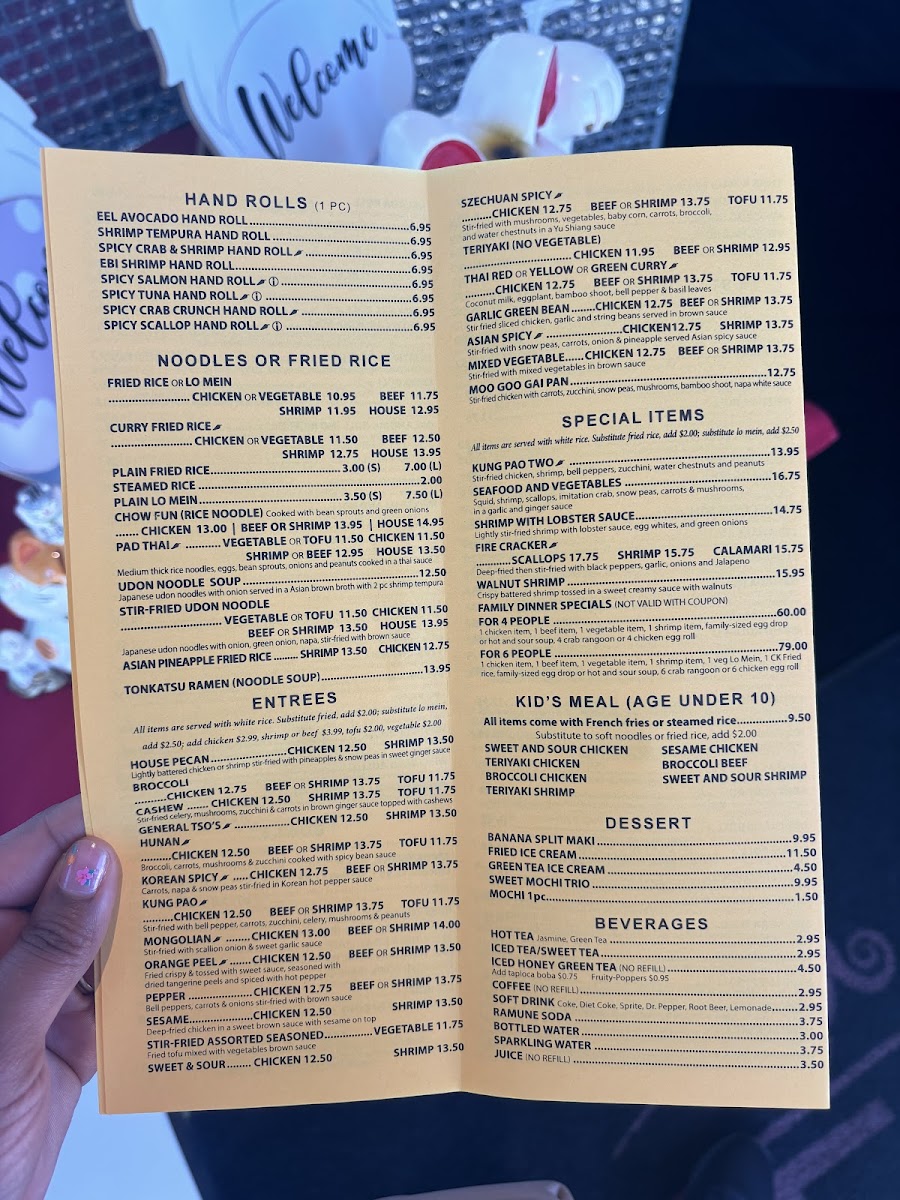 Welcome
Welco
HAND ROLLS (1 PC)
EEL AVOCADO HAND ROLL...6.95
SHRIMP TEMPURA HAND ROLL...6.95
SPICY CRAB & SHRIMP HAND ROLL...6.95
EBI SHRIMP HAND ROLL...6.95
SPICY SALMON HAND ROLL ⓘ...6.95
SPICY TUNA HAND ROLL ⓘ...6.95
SPICY CRAB CRUNCH HAND ROLL...6.95
SPICY SCALLOP HAND ROLL ⓘ...6.95
NOODLES OR FRIED RICE
FRIED RICE OR LO MEIN
...CHICKEN OR VEGETABLE 10.95 BEEF 11.75
SHRIMP 11.95 HOUSE 12.95
CURRY FRIED RICE
...CHICKEN OR VEGETABLE 11.50 BEEF 12.50
SHRIMP 12.75 HOUSE 13.95
PLAIN FRIED RICE...3.00 (S) 7.00 (L)
STEAMED RICE...2.00
PLAIN LO MEIN...3.50 (S) 7.50 (L)
CHOW FUN (RICE NOODLE) Cooked with bean sprouts and green onions
...CHICKEN 13.00 | BEEF OR SHRIMP 13.95 | HOUSE 14.95
PAD THAI...VEGETABLE OR TOFU 11.50 CHICKEN 11.50
SHRIMP OR BEEF 12.95 HOUSE 13.50
Medium thick rice noodles, eggs, bean sprouts, onions and peanuts cooked in a thai sauce
UDON NOODLE SOUP...12.50
Japanese udon noodles with onion served in a Asian brown broth with 2 pc shrimp tempura
STIR-FRIED UDON NOODLE
...VEGETABLE OR TOFU 11.50 CHICKEN 11.50
BEEF OR SHRIMP 13.50 HOUSE 13.95
Japanese udon noodles with onion, green onion, napa, stir-fried with brown sauce
ASIAN PINEAPPLE FRIED RICE...SHRIMP 13.50 CHICKEN 12.75
TONKATSU RAMEN (NOODLE SOUP)...13.95
ENTREES
All items are served with white rice. Substitute fried, add $2.00; substitute lo mein,
add $2.50; add chicken $2.99, shrimp or beef $3.99, tofu $2.00, vegetable $2.00
HOUSE PECAN...CHICKEN 12.50 SHRIMP 13.50
Lightly battered chicken or shrimp stir-fried with pineapples & snow peas in sweet ginger sauce
BROCCOLI
...CHICKEN 12.75 BEEF OR SHRIMP 13.75 TOFU 11.75
CASHEW...CHICKEN 12.50 SHRIMP 13.75 TOFU 11.75
Stir-fried celery, mushrooms, zucchini & carrots in brown ginger sauce topped with cashews
GENERAL TSO'S...CHICKEN 12.50 SHRIMP 13.50
HUNAN
...CHICKEN 12.50 BEEF OR SHRIMP 13.75 TOFU 11.75
Broccoli, carrots, mushrooms & zucchini cooked with spicy bean sauce
KOREAN SPICY...CHICKEN 12.75 BEEF OR SHRIMP 13.75
Carrots, napa & snow peas stir-fried in Korean hot pepper sauce
KUNG PAO
...CHICKEN 12.50 BEEF OR SHRIMP 13.75 TOFU 11.75
Stir-fried with bell pepper, carrots, zucchini, celery, mushrooms & peanuts
MONGOLIAN...CHICKEN 13.00 BEEF OR SHRIMP 14.00
Stir-fried with scallion onion & sweet garlic sauce
ORANGE PEEL...CHICKEN 12.50 BEEF OR SHRIMP 13.50
Fried crispy & tossed with sweet sauce, seasoned with
dried tangerine peels and spiced with hot pepper
PEPPER...CHICKEN 12.75 BEEF OR SHRIMP 13.75
Bell peppers, carrots & onions stir-fried with brown sauce
SESAME...CHICKEN 12.50 SHRIMP 13.50
Deep-fried chicken in a sweet brown sauce with sesame on top
STIR-FRIED ASSORTED SEASONED...VEGETABLE 11.75
Fried tofu mixed with vegetables brown sauce
SWEET & SOUR...CHICKEN 12.50 SHRIMP 13.50
SZECHUAN SPICY
...CHICKEN 12.75 BEEF OR SHRIMP 13.75 TOFU 11.75
Stir-fried with mushrooms, vegetables, baby corn, carrots, broccoli,
and water chestnuts in a Yu Shiang sauce
TERIYAKI (NO VEGETABLE)
...CHICKEN 11.95 BEEF OR SHRIMP 12.95
THAI RED OR YELLOW OR GREEN CURRY
...CHICKEN 12.75 BEEF OR SHRIMP 13.75 TOFU 11.75
Coconut milk, eggplant, bamboo shoot, bell pepper & basil leaves
GARLIC GREEN BEAN...CHICKEN 12.75 BEEF OR SHRIMP 13.75
Stir fried sliced chicken, garlic and string beans served in brown sauce
ASIAN SPICY...CHICKEN12.75 SHRIMP 13.75
Stir-fried with snow peas, carrots, onion & pineapple served Asian spicy sauce
MIXED VEGETABLE...CHICKEN 12.75 BEEF OR SHRIMP 13.75
Stir-fried with mixed vegetables in brown sauce
MOO GOO GAI PAN...12.75
Stir-fried chicken with carrots, zucchini, snow peas, mushrooms, bamboo shoot, napa white sauce
SPECIAL ITEMS
All items are served with white rice. Substitute fried rice, add $2.00; substitute lo mein, add $2.50
KUNG PAO TWO...13.95
Stir-fried chicken, shrimp, bell peppers, zucchini, water chestnuts and peanuts
SEAFOOD AND VEGETABLES...16.75
Squid, shrimp, scallops, imitation crab, snow peas, carrots & mushrooms,
in a garlic and ginger sauce
SHRIMP WITH LOBSTER SAUCE...14.75
Lightly stir-fried shrimp with lobster sauce, egg whites, and green onions
FIRE CRACKER
...SCALLOPS 17.75 SHRIMP 15.75 CALAMARI 15.75
Deep-fried then stir-fried with black peppers, garlic, onions and Jalapeno
WALNUT SHRIMP...15.95
Crispy battered shrimp tossed in a sweet creamy sauce with walnuts
FAMILY DINNER SPECIALS (NOT VALID WITH COUPON)
FOR 4 PEOPLE...60.00
1 chicken item, 1 beef item, 1 vegetable item, 1 shrimp item, family-sized egg drop
or hot and sour soup, 4 crab rangoon or 4 chicken egg roll
FOR 6 PEOPLE...79.00
1 chicken item, 1 beef item, 1 vegetable item, 1 shrimp item, 1 veg Lo Mein, 1 CK Fried
rice, family-sized egg drop or hot and sour soup, 6 crab rangoon or 6 chicken egg roll
KID'S MEAL (AGE UNDER 10)
All items come with French fries or steamed rice...9.50
Substitute to soft noodles or fried rice, add $2.00
SWEET AND SOUR CHICKEN SESAME CHICKEN
TERIYAKI CHICKEN BROCCOLI BEEF
BROCCOLI CHICKEN SWEET AND SOUR SHRIMP
TERIYAKI SHRIMP
DESSERT
BANANA SPLIT MAKI...9.95
FRIED ICE CREAM...11.50
GREEN TEA ICE CREAM...4.50
SWEET MOCHI TRIO...9.95
MOCHI 1pc...1.50
BEVERAGES
HOT TEA Jasmine, Green Tea...2.95
ICED TEA/SWEET TEA...2.95
ICED HONEY GREEN TEA (NO REFILL)...4.50
Add tapioca boba $0.75 Fruity-Poppers $0.95
COFFEE (NO REFILL)...2.95
SOFT DRINK Coke, Diet Coke, Sprite, Dr. Pepper, Root Beer, Lemonade...2.95
RAMUNE SODA...3.75
BOTTLED WATER...3.00
SPARKLING WATER...3.75
JUICE (NO REFILL)...3.50